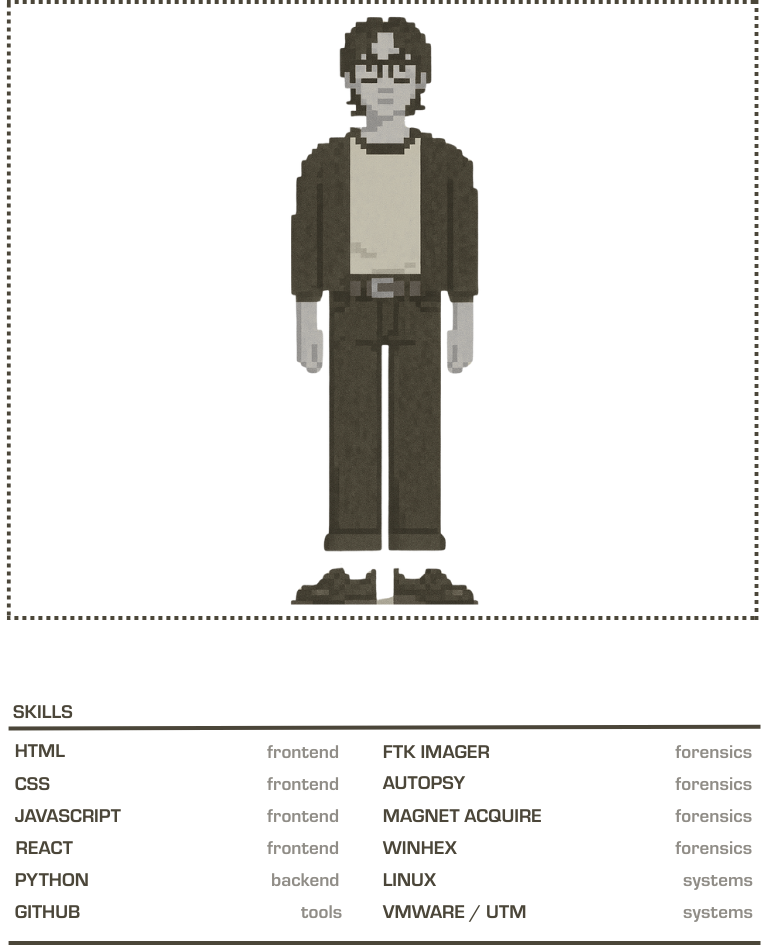 SKILLS
HTML frontend FTK IMAGER forensics
CSS frontend AUTOPSY forensics
JAVASCRIPT frontend MAGNET ACQUIRE forensics
REACT frontend WINHEX forensics
PYTHON backend LINUX systems
GITHUB tools VMWARE / UTM systems